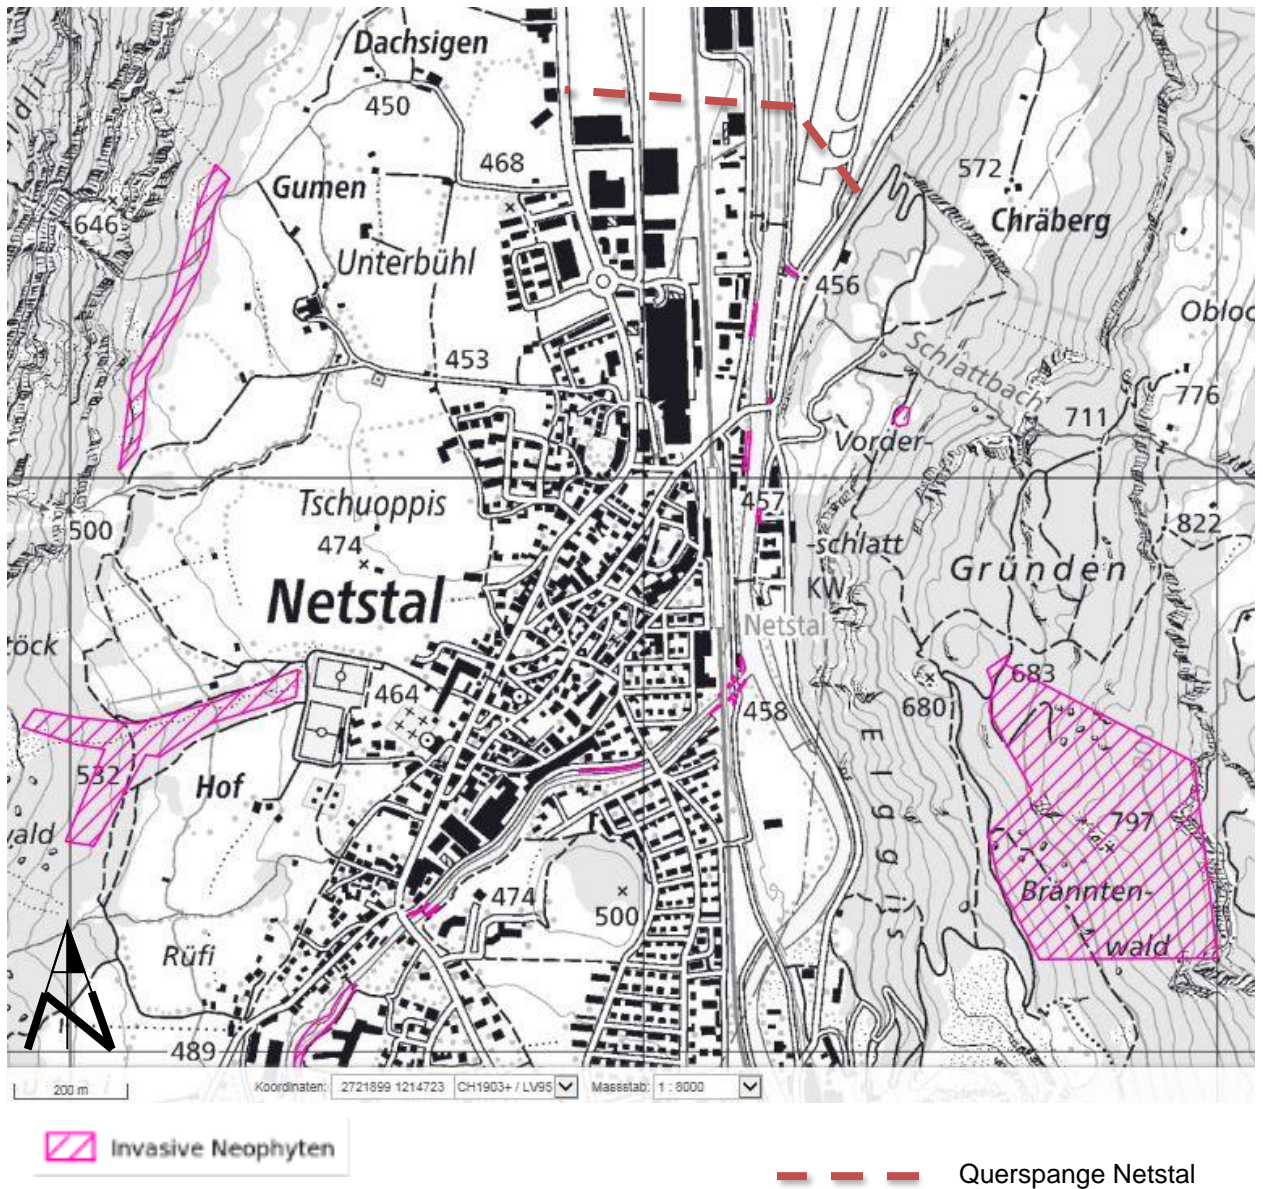 Dachsigen
450
468
572
Gumen
Chräberg
646
Unterbühl
456
453
Schlattbach
776
711
Vorder-
Tschuoppis
457
500
474
-schlatt
822
Gründen
Netstal
KW
Netstal
öck
464
683
680
458
532
Hof
Elggis
797
wald
Brännten-
474
500
wald
Rüfi
489
200 m
Koordinaten: 2721899 1214723 CH1903+ / LV95 Massstab: 1 : 8000
Invasive Neophyten
Querspange Netstal